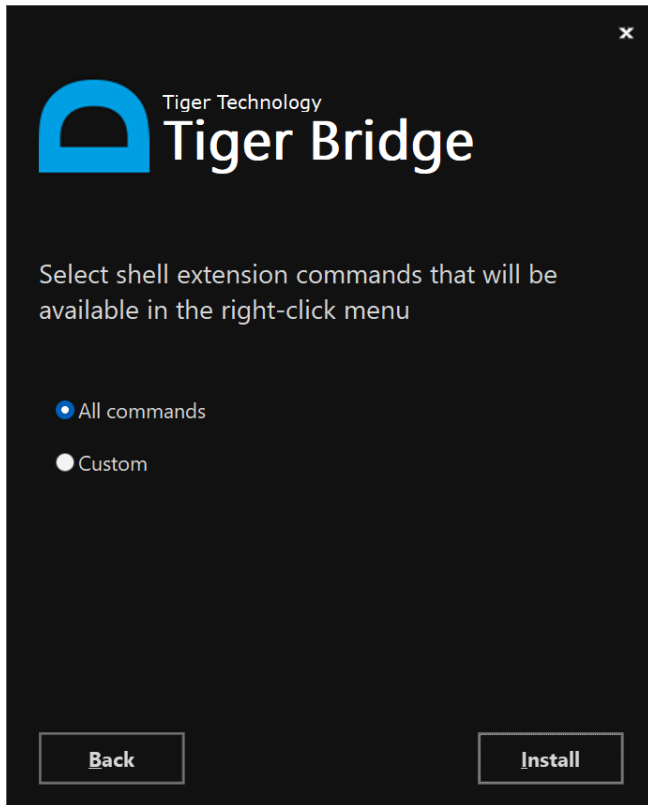 x
Tiger Technology
Tiger Bridge
Select shell extension commands that will be
available in the right-click menu
All commands
Custom
Back
Install